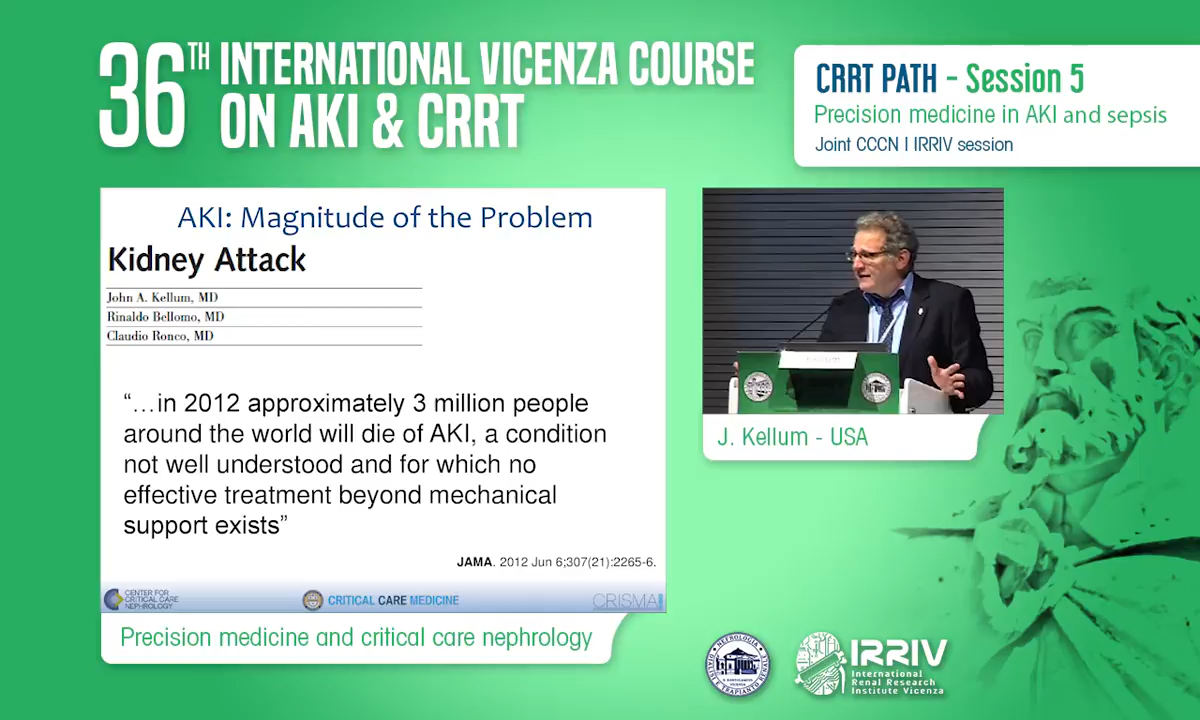 36TH INTERNATIONAL VICENZA COURSE
ON AKI & CRRT
CRRT PATH - Session 5
Precision medicine in AKI and sepsis
Joint CCCN I IRRIV session
AKI: Magnitude of the Problem
Kidney Attack
John A. Kellum, MD
Rinaldo Bellomo, MD
Claudio Ronco, MD
“…in 2012 approximately 3 million people
around the world will die of AKI, a condition
not well understood and for which no
effective treatment beyond mechanical
support exists”
JAMA. 2012 Jun 6;307(21):2265-6.
CENTER FOR
CRITICAL CARE
NEPHROLOGY
CRITICAL CARE MEDICINE
CRISMA
Precision medicine and critical care nephrology
J. Kellum - USA
NEFROLOGIA
DIALISI E TRAPIANTO RENALE
IRRIV
International
Renal Research
Institute Vicenza